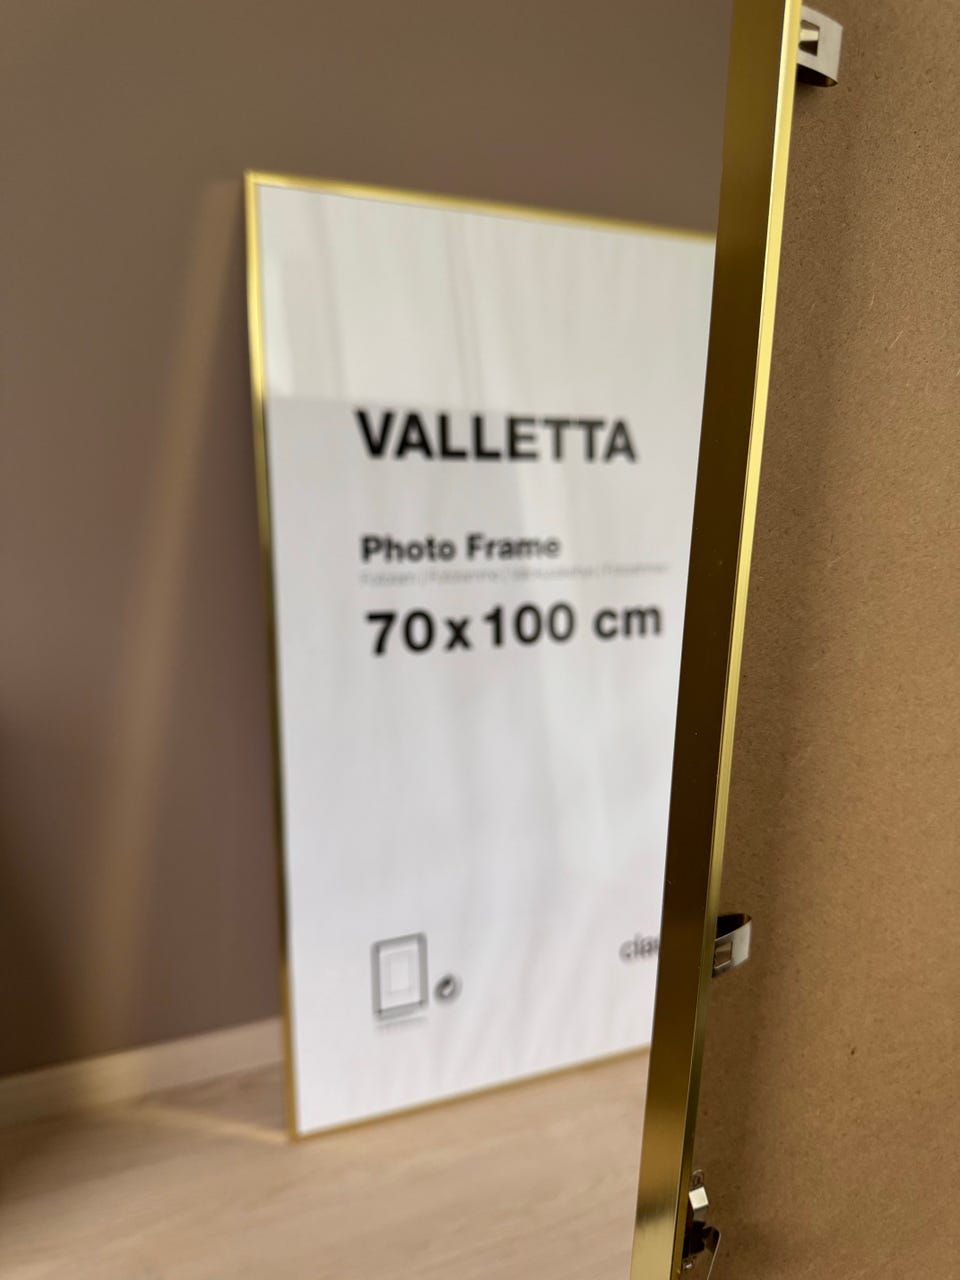 VALLETTA
Photo Frame
70x100 cm